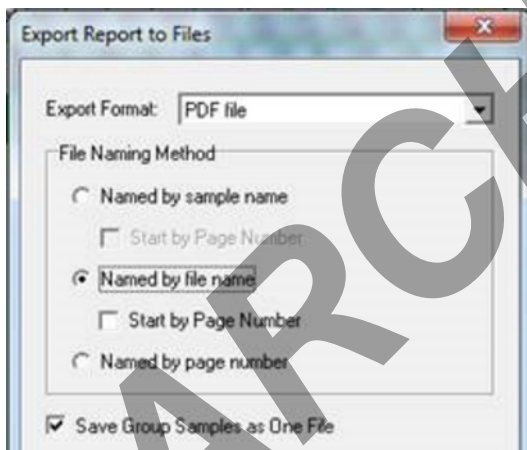 Export Report to Files
Export Format: PDF file
File Naming Method
Named by sample name
Start by Page Number
Named by file name
Start by Page Number
Named by page number
Save Group Samples as One File
ARCH